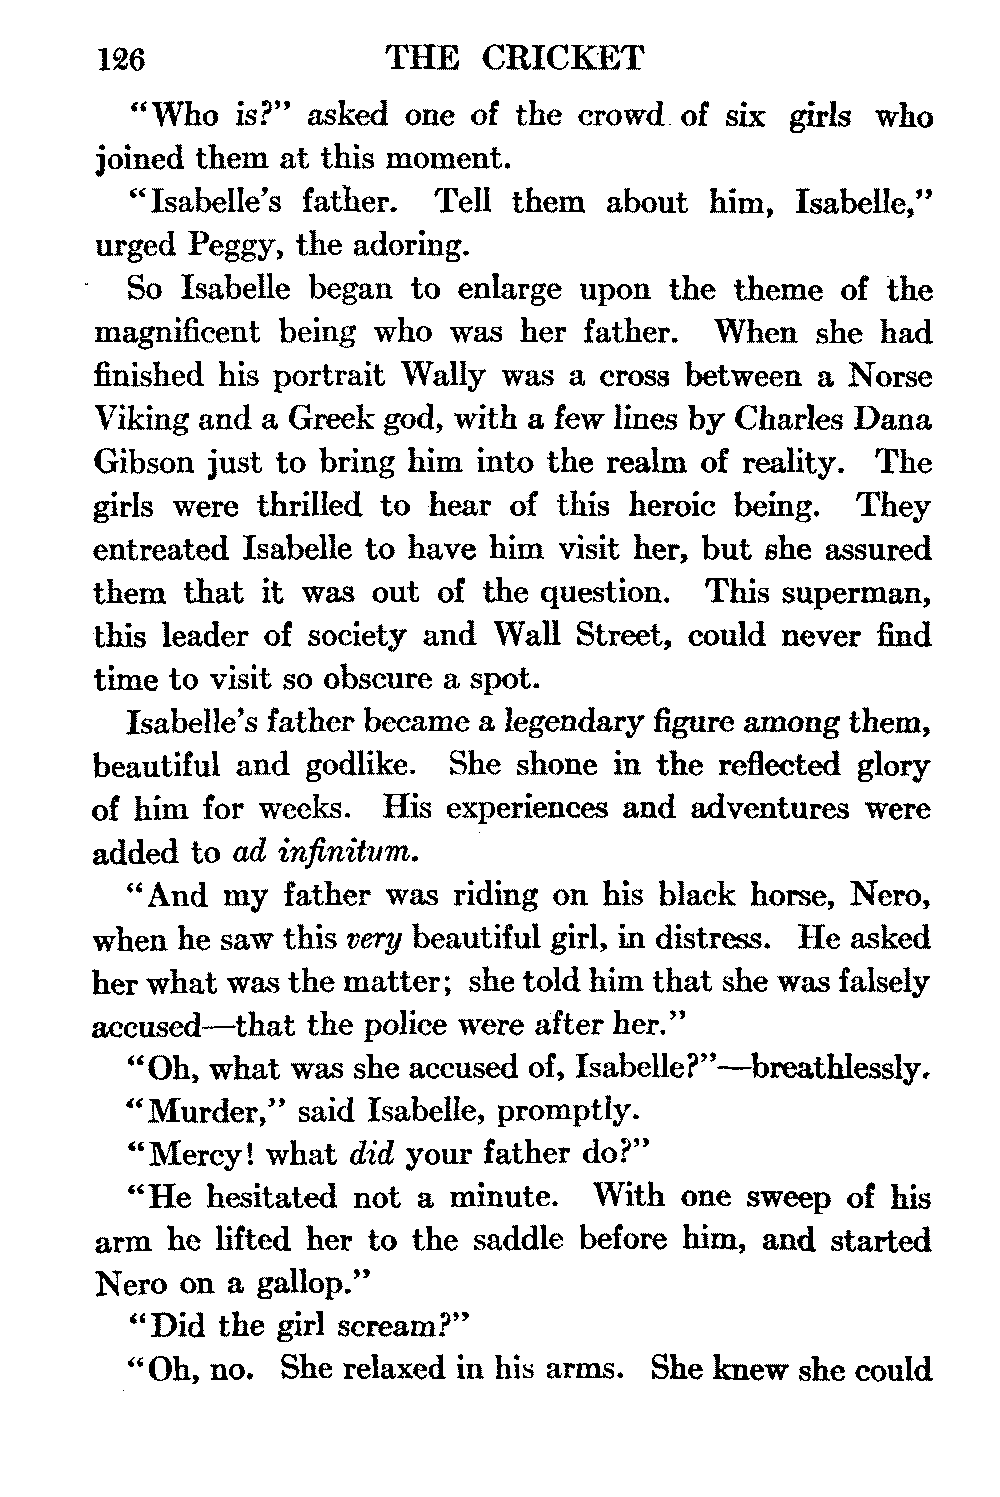 126 THE CRICKET
"Who is?" asked one of the crowd of six girls who
joined them at this moment.
"Isabelle's father. Tell them about him, Isabelle,"
urged Peggy, the adoring.
So Isabelle began to enlarge upon the theme of the
magnificent being who was her father. When she had
finished his portrait Wally was a cross between a Norse
Viking and a Greek god, with a few lines by Charles Dana
Gibson just to bring him into the realm of reality. The
girls were thrilled to hear of this heroic being. They
entreated Isabelle to have him visit her, but she assured
them that it was out of the question. This superman,
this leader of society and Wall Street, could never find
time to visit so obscure a spot.
Isabelle's father became a legendary figure among them,
beautiful and godlike. She shone in the reflected glory
of him for weeks. His experiences and adventures were
added to ad infinitum.
"And my father was riding on his black horse, Nero,
when he saw this very beautiful girl, in distress. He asked
her what was the matter; she told him that she was falsely
accused—that the police were after her."
"Oh, what was she accused of, Isabelle?"—breathlessly.
"Murder," said Isabelle, promptly.
"Mercy! what did your father do?"
"He hesitated not a minute. With one sweep of his
arm he lifted her to the saddle before him, and started
Nero on a gallop."
"Did the girl scream?"
"Oh, no. She relaxed in his arms. She knew she could